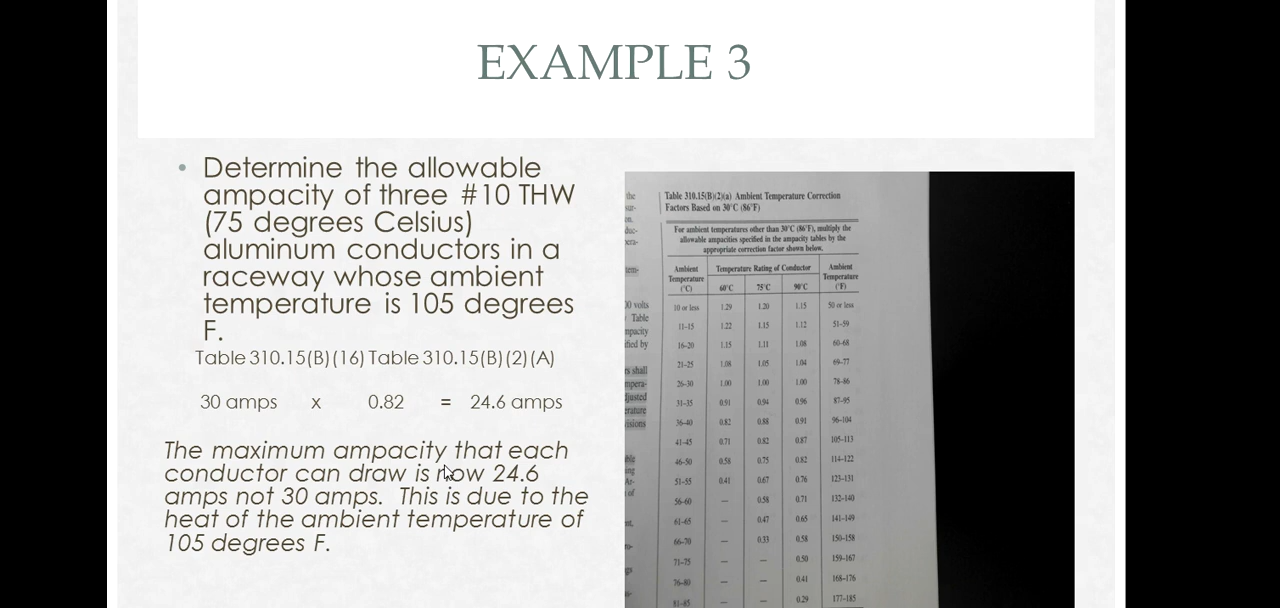 EXAMPLE 3
• Determine the allowable
ampacity of three #10 THW
(75 degrees Celsius)
aluminum conductors in a
raceway whose ambient
temperature is 105 degrees
F.
Table 310.15(B)(16) Table 310.15(B)(2)(A)
30 amps x 0.82 = 24.6 amps
The maximum ampacity that each
conductor can draw is now 24.6
amps not 30 amps. This is due to the
heat of the ambient temperature of
105 degrees F.
Table 310.15(B)(2)(a) Ambient Temperature Correction
Factors Based on 30°C (86°F)
For ambient temperatures other than 30°C (86°F), multiply the
allowable ampacities specified in the ampacity tables by the
appropriate correction factor shown below.
Ambient Temperature (°C) Temperature Rating of Conductor Ambient Temperature (°F)
60°C 75°C 90°C
10 or less 1.29 1.20 1.15 50 or less
11–15 1.22 1.15 1.12 51–59
16–20 1.15 1.11 1.08 60–68
21–25 1.08 1.05 1.04 69–77
26–30 1.00 1.00 1.00 78–86
31–35 0.91 0.94 0.96 87–95
36–40 0.82 0.88 0.91 96–104
41–45 0.71 0.82 0.87 105–113
46–50 0.58 0.75 0.82 114–122
51–55 0.41 0.67 0.76 123–131
56–60 — 0.58 0.71 132–140
61–65 — 0.47 0.65 141–149
66–70 — 0.33 0.58 150–158
71–75 — — 0.50 159–167
76–80 — — 0.41 168–176
81–85 — — 0.29 177–185